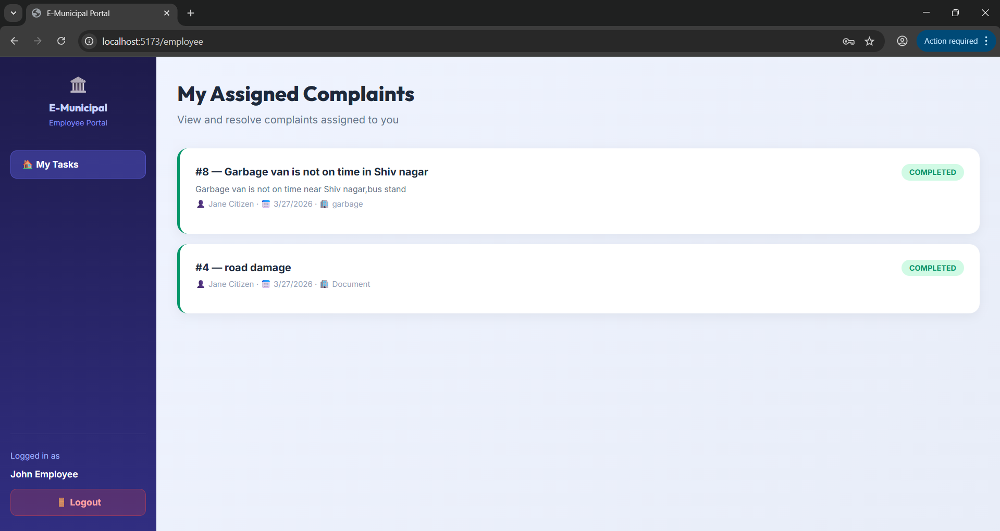 E-Municipal Portal
localhost:5173/employee
Action required
E-Municipal
Employee Portal
My Tasks
Logged in as
John Employee
Logout
My Assigned Complaints
View and resolve complaints assigned to you
#8 — Garbage van is not on time in Shiv nagar
COMPLETED
Garbage van is not on time near Shiv nagar,bus stand
Jane Citizen · 3/27/2026 · garbage
#4 — road damage
COMPLETED
Jane Citizen · 3/27/2026 · Document